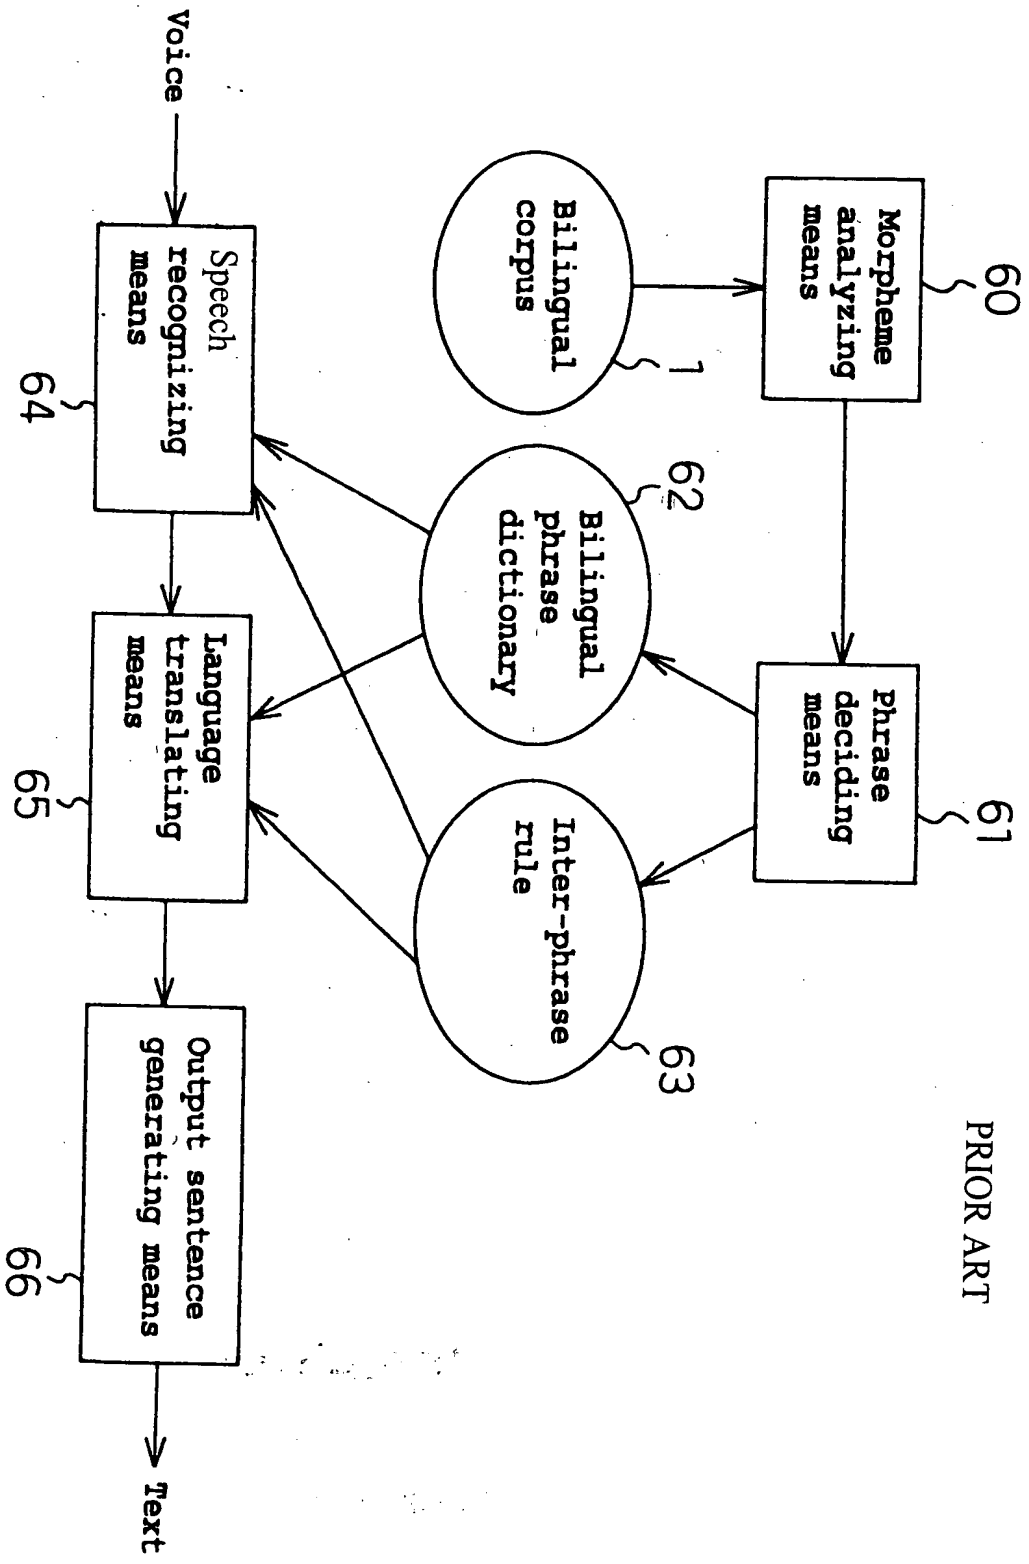 PRIOR ART
60
Morpheme
analyzing
means
61
Phrase
deciding
means
1
Bilingual
corpus
62
Bilingual
phrase
dictionary
63
Inter-phrase
rule
Voice
Speech
recognizing
means
64
Language
translating
means
65
Output sentence
generating means
66
Text